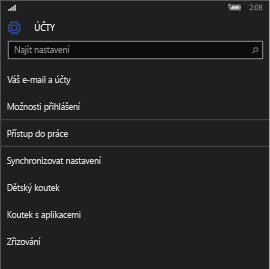 2:08
ÚČTY
Najít nastavení
Váš e-mail a účty
Možnosti přihlášení
Přístup do práce
Synchronizovat nastavení
Dětský koutek
Koutek s aplikacemi
Zřizování